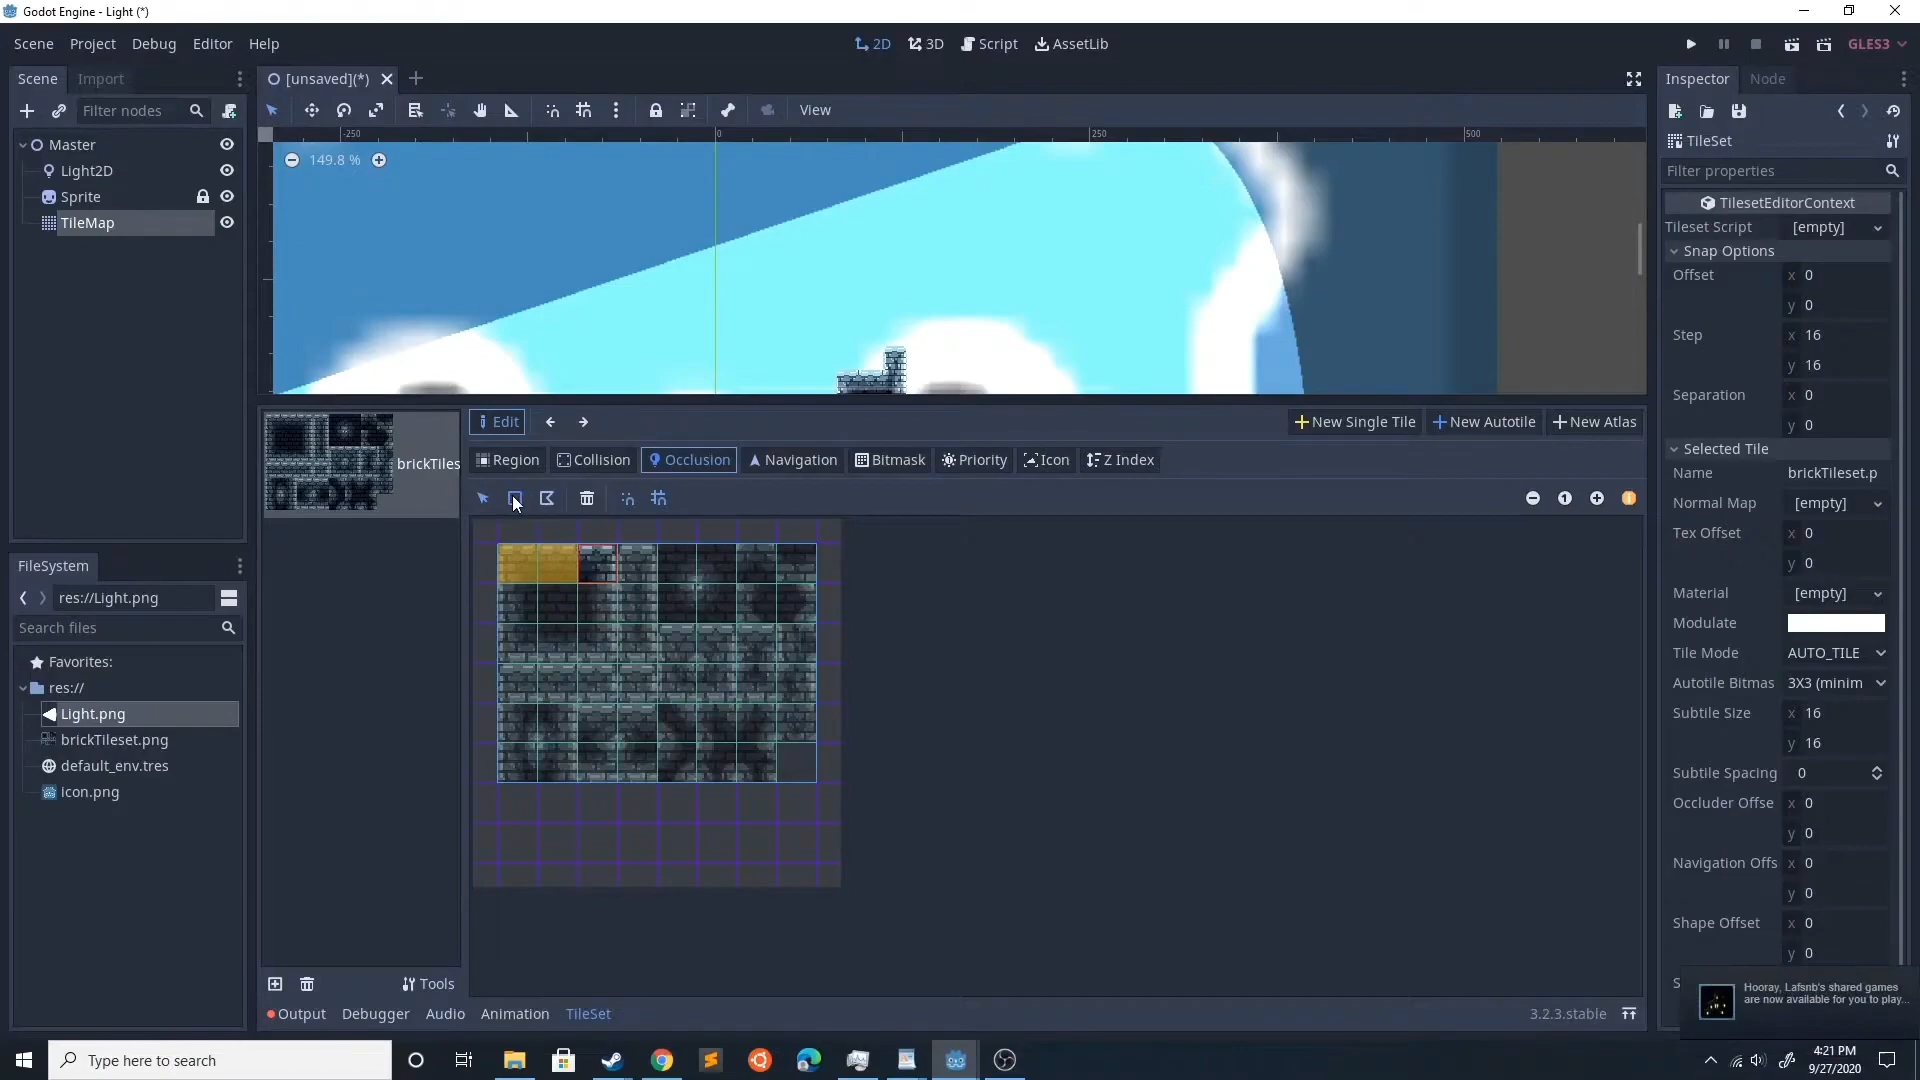 Godot Engine - Light (*)
Scene Project Debug Editor Help
2D 3D Script AssetLib
GLES3
Scene Import
[unsaved](*)
Inspector Node
Filter nodes
View
-250 0 250 500
TileSet
Master
149.8 %
Light2D
Filter properties
Sprite
TilesetEditorContext
TileMap
Tileset Script [empty]
Snap Options
Offset x 0
y 0
Step x 16
y 16
Separation x 0
y 0
Edit
New Single Tile New Autotile New Atlas
Selected Tile
brickTiles
Region Collision Occlusion Navigation Bitmask Priority Icon Z Index
Name brickTileset.p
Normal Map [empty]
Tex Offset x 0
y 0
FileSystem
res://Light.png
Search files
Material [empty]
Modulate
Favorites:
Tile Mode AUTO_TILE
res://
Autotile Bitmas 3X3 (minim
Light.png
Subtile Size x 16
brickTileset.png
y 16
default_env.tres
Subtile Spacing 0
icon.png
Occluder Offse x 0
y 0
Navigation Offs x 0
y 0
Shape Offset x 0
y 0
S
Tools
Hooray, Lafsnb's shared games
are now available for you to play...
Output Debugger Audio Animation TileSet
3.2.3.stable
Type here to search
4:21 PM
9/27/2020